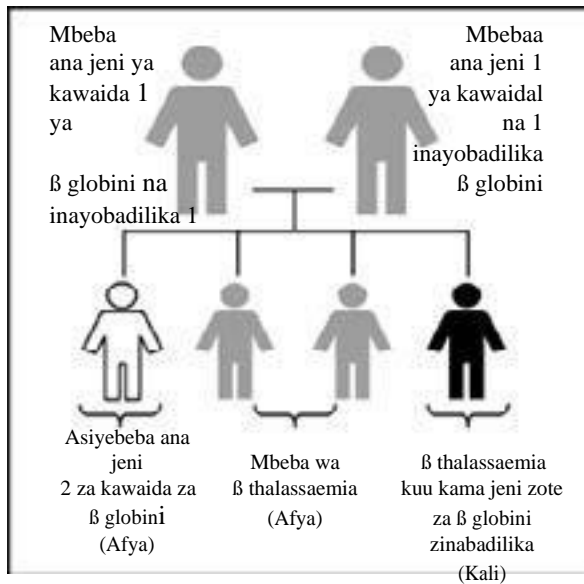 Mbeba
ana jeni ya
kawaida 1
ya
ß globini na
inayobadilika 1
Mbebaa
ana jeni 1
ya kawaidal
na 1
inayobadilika
ß globini
Asiyebeba ana
jeni
2 za kawaida za
ß globini
(Afya)
Mbeba wa
ß thalassaemia
(Afya)
ß thalassaemia
kuu kama jeni zote
za ß globini
zinabadilika
(Kali)